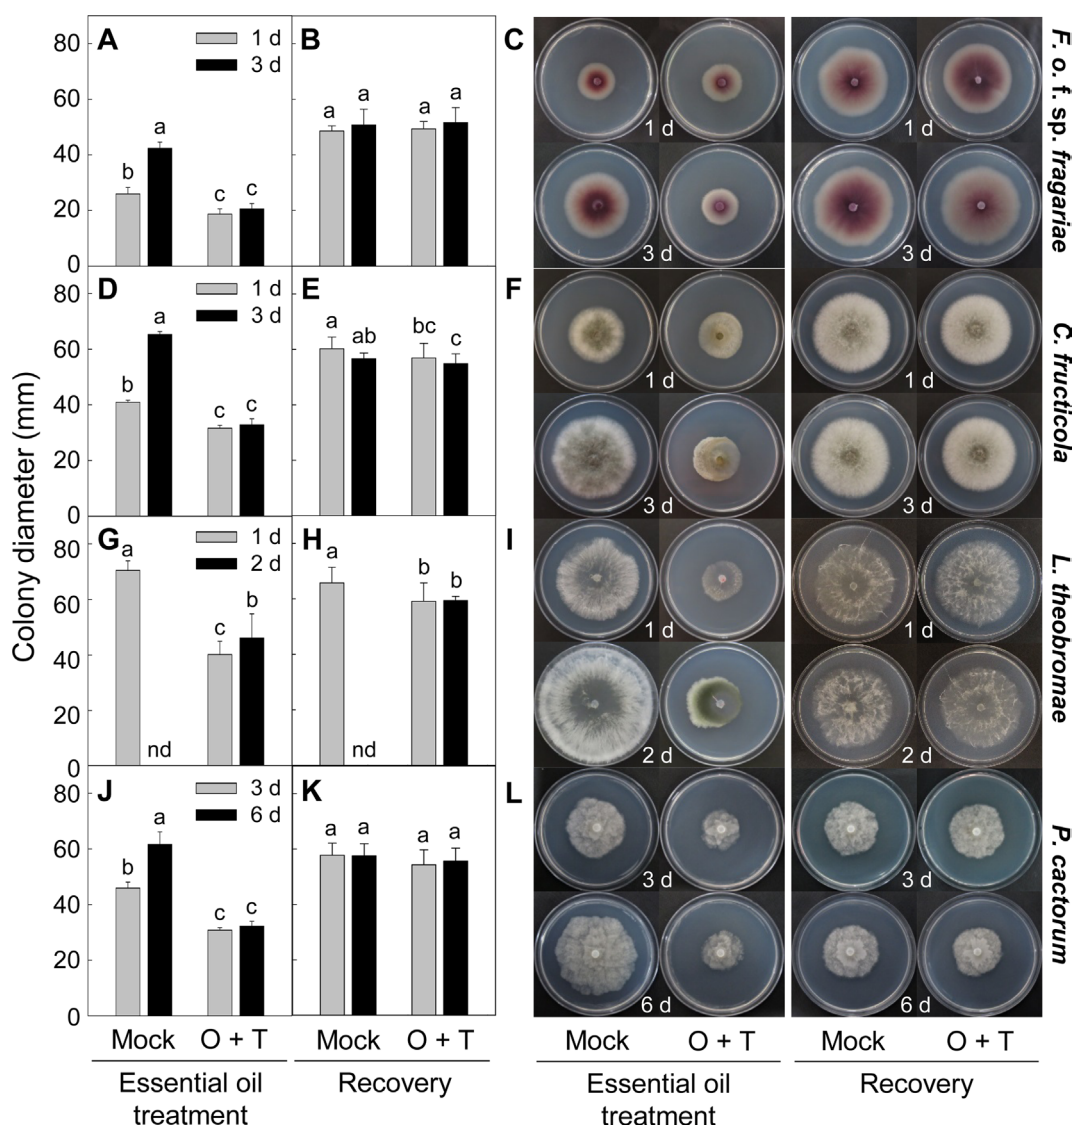 Colony diameter (mm)
A
1 d
3 d
80
60
40
20
0
b
a
c
c
B
a
a
a
a
C
1 d
1 d
3 d
3 d
F. o. f. sp. fragariae
D
1 d
3 d
80
60
40
20
0
b
a
c
c
E
a
ab
bc
c
F
1 d
1 d
3 d
3 d
C. fructicola
G
1 d
2 d
80
60
40
20
0
a
nd
c
b
H
a
nd
b
b
I
1 d
1 d
2 d
2 d
L. theobromae
J
3 d
6 d
80
60
40
20
0
b
a
c
c
K
a
a
a
a
L
3 d
3 d
6 d
6 d
P. cactorum
Mock O + T
Essential oil
treatment
Mock O + T
Recovery
Mock O + T
Essential oil
treatment
Mock O + T
Recovery